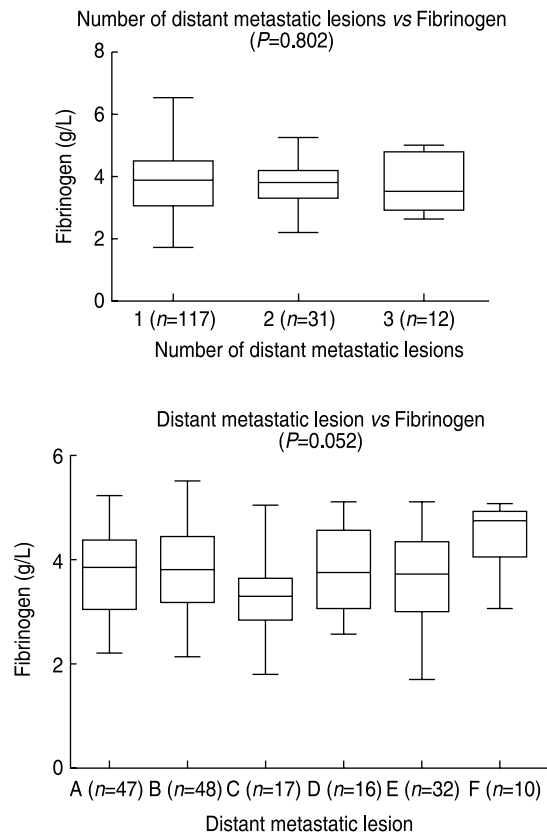 Number of distant metastatic lesions vs Fibrinogen
(P=0.802)
8
6
4
2
0
Fibrinogen (g/L)
1 (n=117) 2 (n=31) 3 (n=12)
Number of distant metastatic lesions
Distant metastatic lesion vs Fibrinogen
(P=0.052)
6
4
2
0
Fibrinogen (g/L)
A (n=47) B (n=48) C (n=17) D (n=16) E (n=32) F (n=10)
Distant metastatic lesion